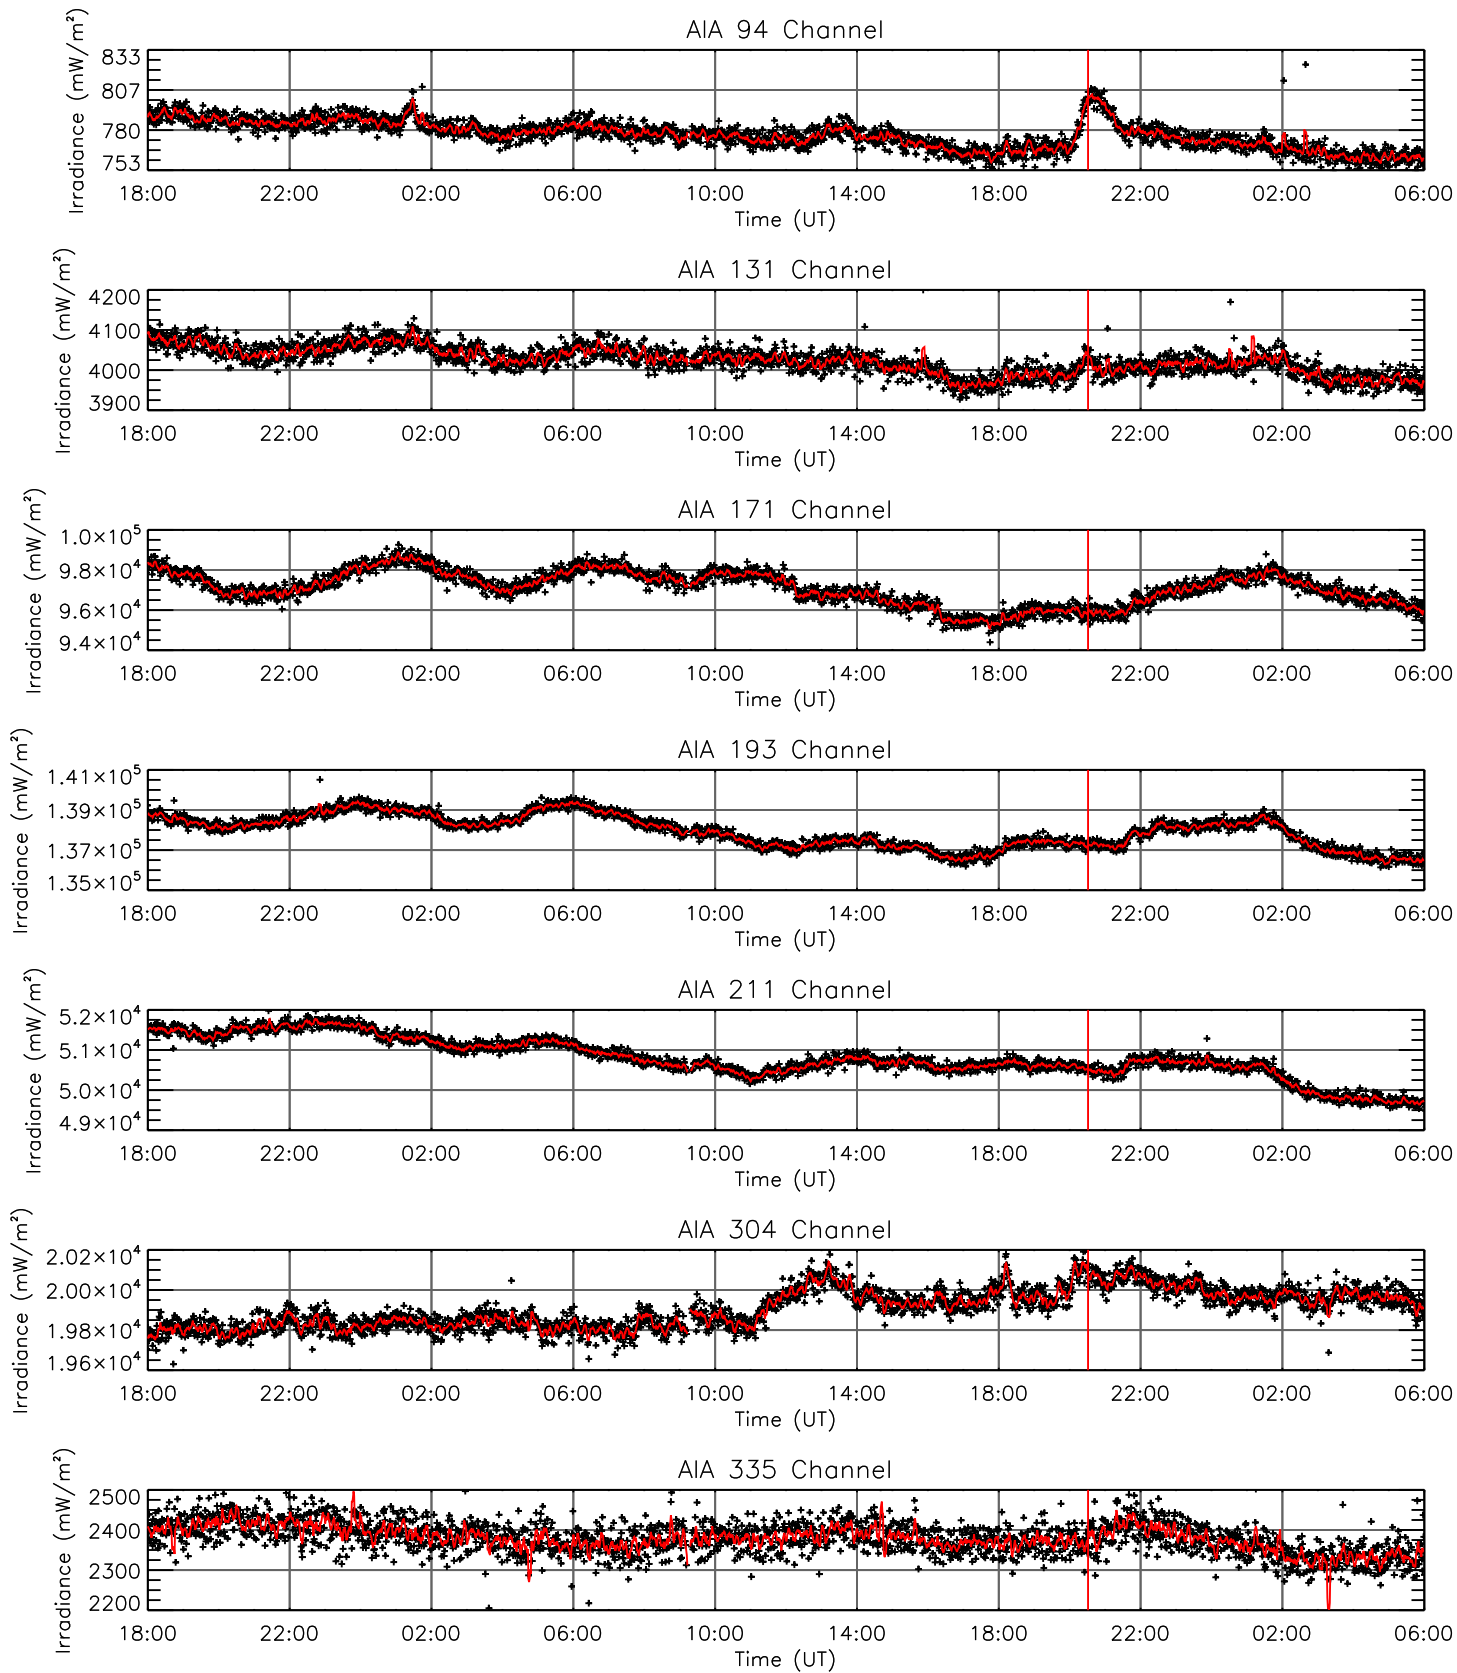 AIA 94 Channel
Irradiance (mW/m²)
833
807
780
753
18:00 22:00 02:00 06:00 10:00 14:00 18:00 22:00 02:00 06:00
Time (UT)
AIA 131 Channel
Irradiance (mW/m²)
4200
4100
4000
3900
18:00 22:00 02:00 06:00 10:00 14:00 18:00 22:00 02:00 06:00
Time (UT)
AIA 171 Channel
Irradiance (mW/m²)
1.0×10⁵
9.8×10⁴
9.6×10⁴
9.4×10⁴
18:00 22:00 02:00 06:00 10:00 14:00 18:00 22:00 02:00 06:00
Time (UT)
AIA 193 Channel
Irradiance (mW/m²)
1.41×10⁵
1.39×10⁵
1.37×10⁵
1.35×10⁵
18:00 22:00 02:00 06:00 10:00 14:00 18:00 22:00 02:00 06:00
Time (UT)
AIA 211 Channel
Irradiance (mW/m²)
5.2×10⁴
5.1×10⁴
5.0×10⁴
4.9×10⁴
18:00 22:00 02:00 06:00 10:00 14:00 18:00 22:00 02:00 06:00
Time (UT)
AIA 304 Channel
Irradiance (mW/m²)
2.02×10⁴
2.00×10⁴
1.98×10⁴
1.96×10⁴
18:00 22:00 02:00 06:00 10:00 14:00 18:00 22:00 02:00 06:00
Time (UT)
AIA 335 Channel
Irradiance (mW/m²)
2500
2400
2300
2200
18:00 22:00 02:00 06:00 10:00 14:00 18:00 22:00 02:00 06:00
Time (UT)